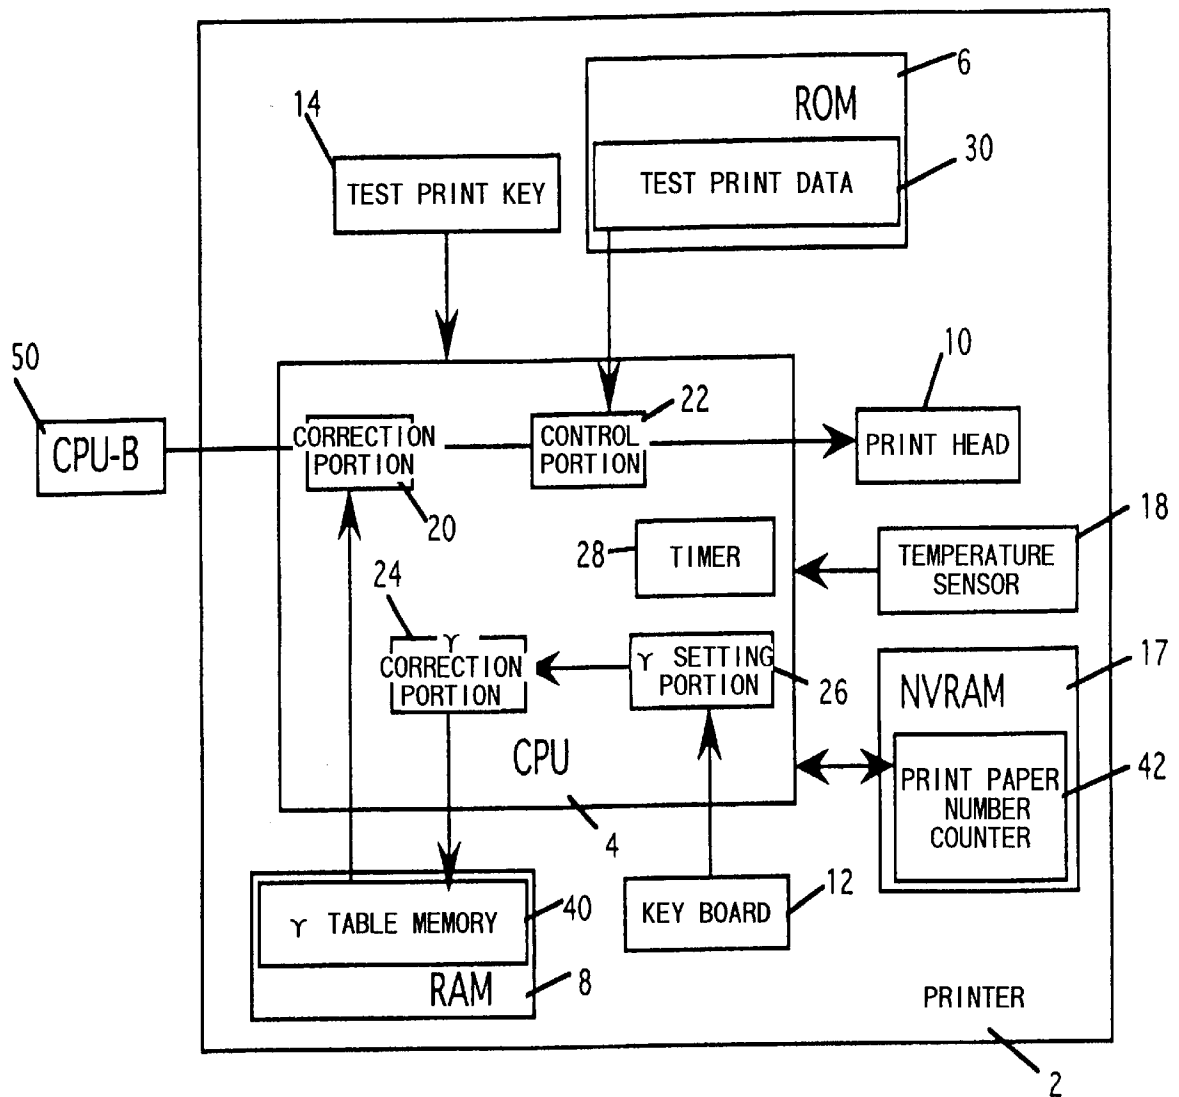 6
ROM
14
30
TEST PRINT KEY
TEST PRINT DATA
50
10
22
CPU-B
CORRECTION
PORTION
CONTROL
PORTION
PRINT HEAD
20
18
28
TIMER
TEMPERATURE
SENSOR
24
γ
CORRECTION
PORTION
γ SETTING
PORTION
26
17
NVRAM
CPU
42
PRINT PAPER
NUMBER
COUNTER
4
12
40
γ TABLE MEMORY
KEY BOARD
RAM
8
PRINTER
2